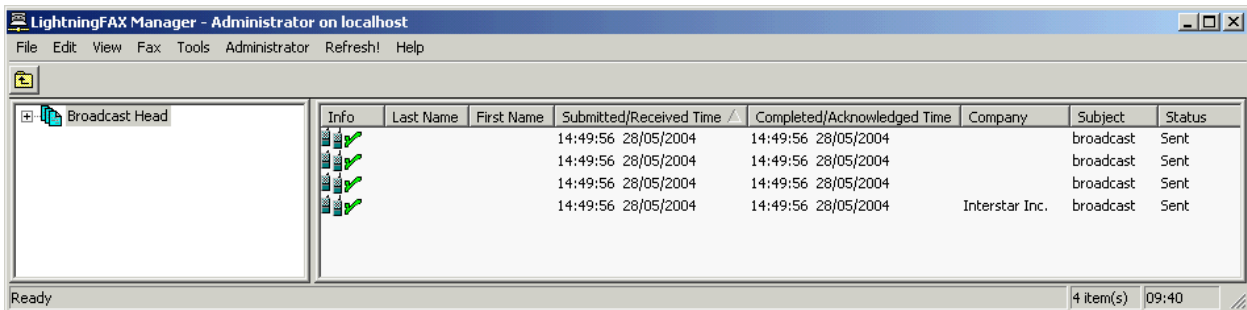 LightningFAX Manager - Administrator on localhost
File Edit View Fax Tools Administrator Refresh! Help
Broadcast Head
Info Last Name First Name Submitted/Received Time Completed/Acknowledged Time Company Subject Status
14:49:56 28/05/2004 14:49:56 28/05/2004 broadcast Sent
14:49:56 28/05/2004 14:49:56 28/05/2004 broadcast Sent
14:49:56 28/05/2004 14:49:56 28/05/2004 broadcast Sent
14:49:56 28/05/2004 14:49:56 28/05/2004 Interstar Inc. broadcast Sent
Ready 4 item(s) 09:40